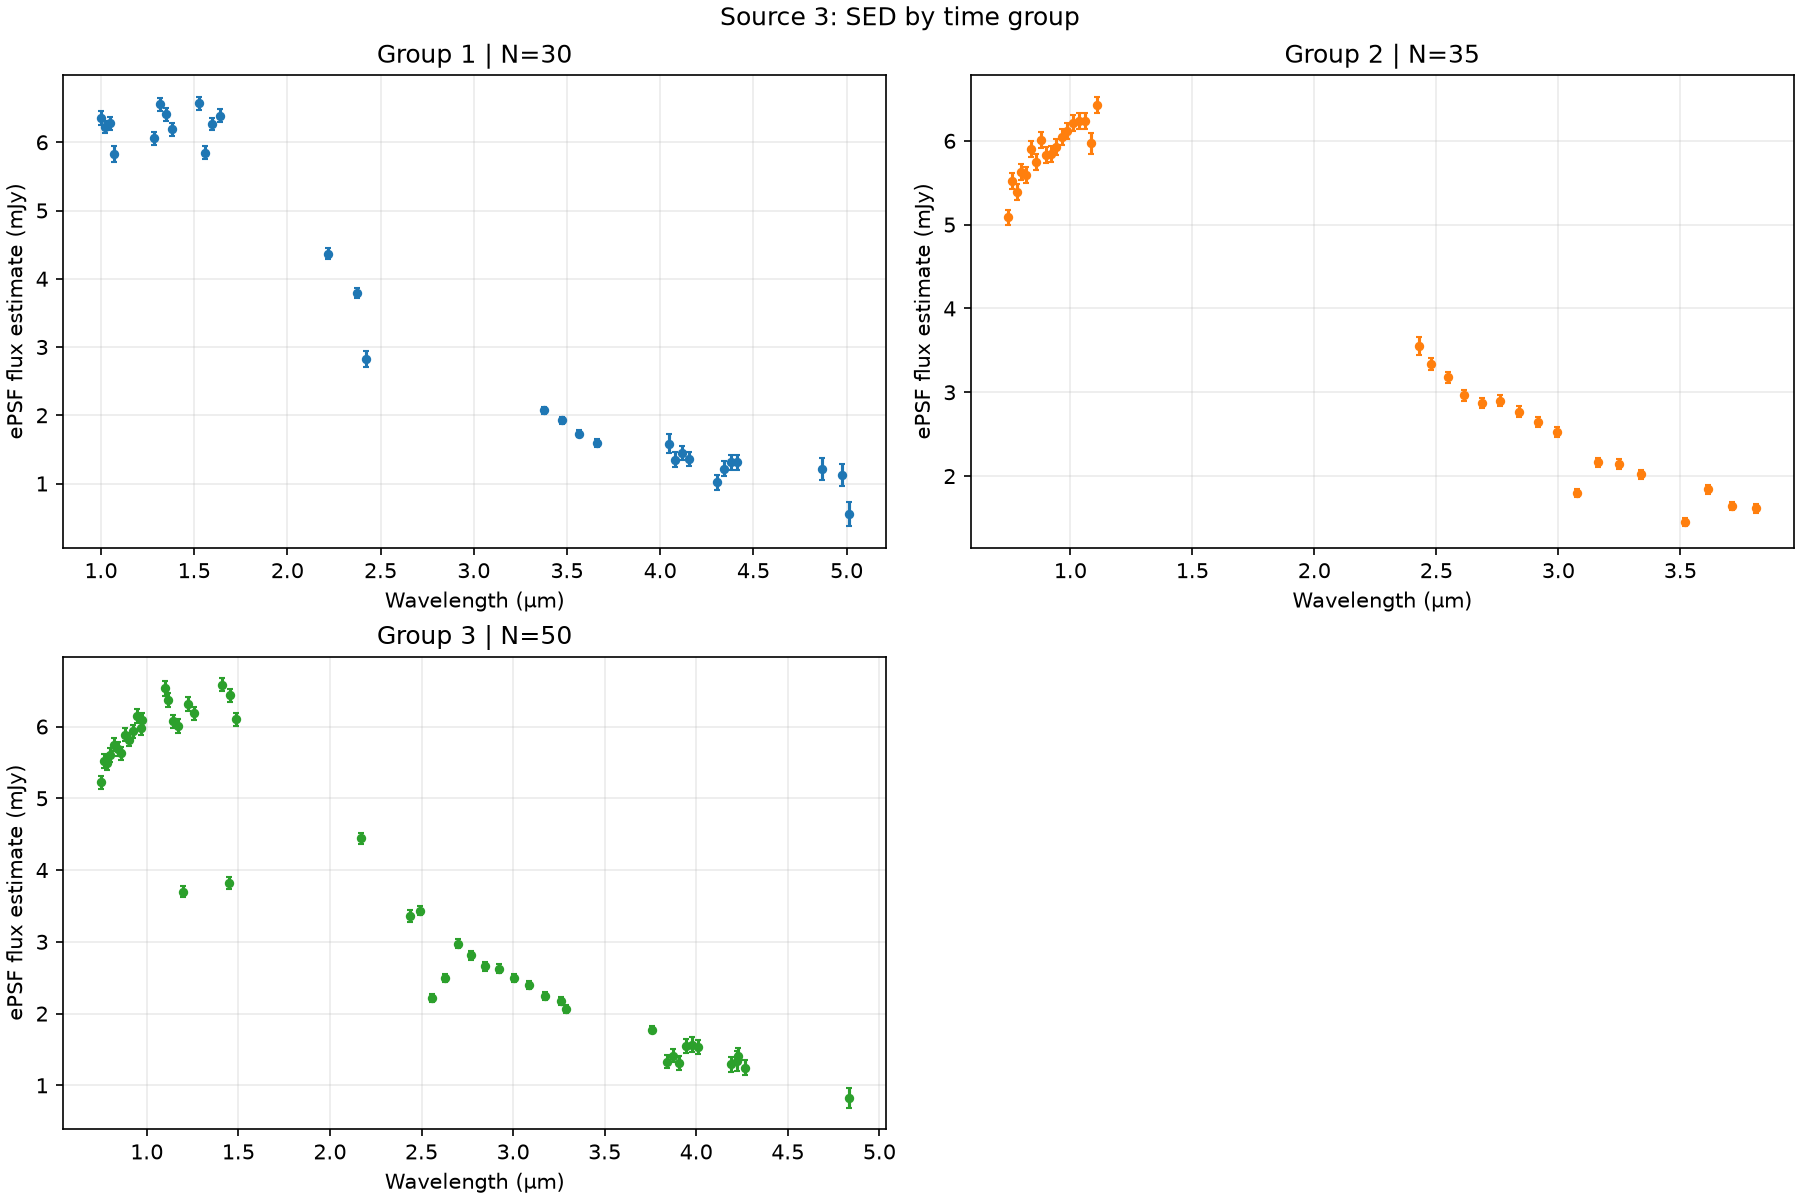 Source 3: SED by time group
Group 1 | N=30
ePSF flux estimate (mJy)
6
5
4
3
2
1
1.0 1.5 2.0 2.5 3.0 3.5 4.0 4.5 5.0
Wavelength (µm)
Group 2 | N=35
ePSF flux estimate (mJy)
6
5
4
3
2
1.0 1.5 2.0 2.5 3.0 3.5
Wavelength (µm)
Group 3 | N=50
ePSF flux estimate (mJy)
6
5
4
3
2
1
1.0 1.5 2.0 2.5 3.0 3.5 4.0 4.5 5.0
Wavelength (µm)